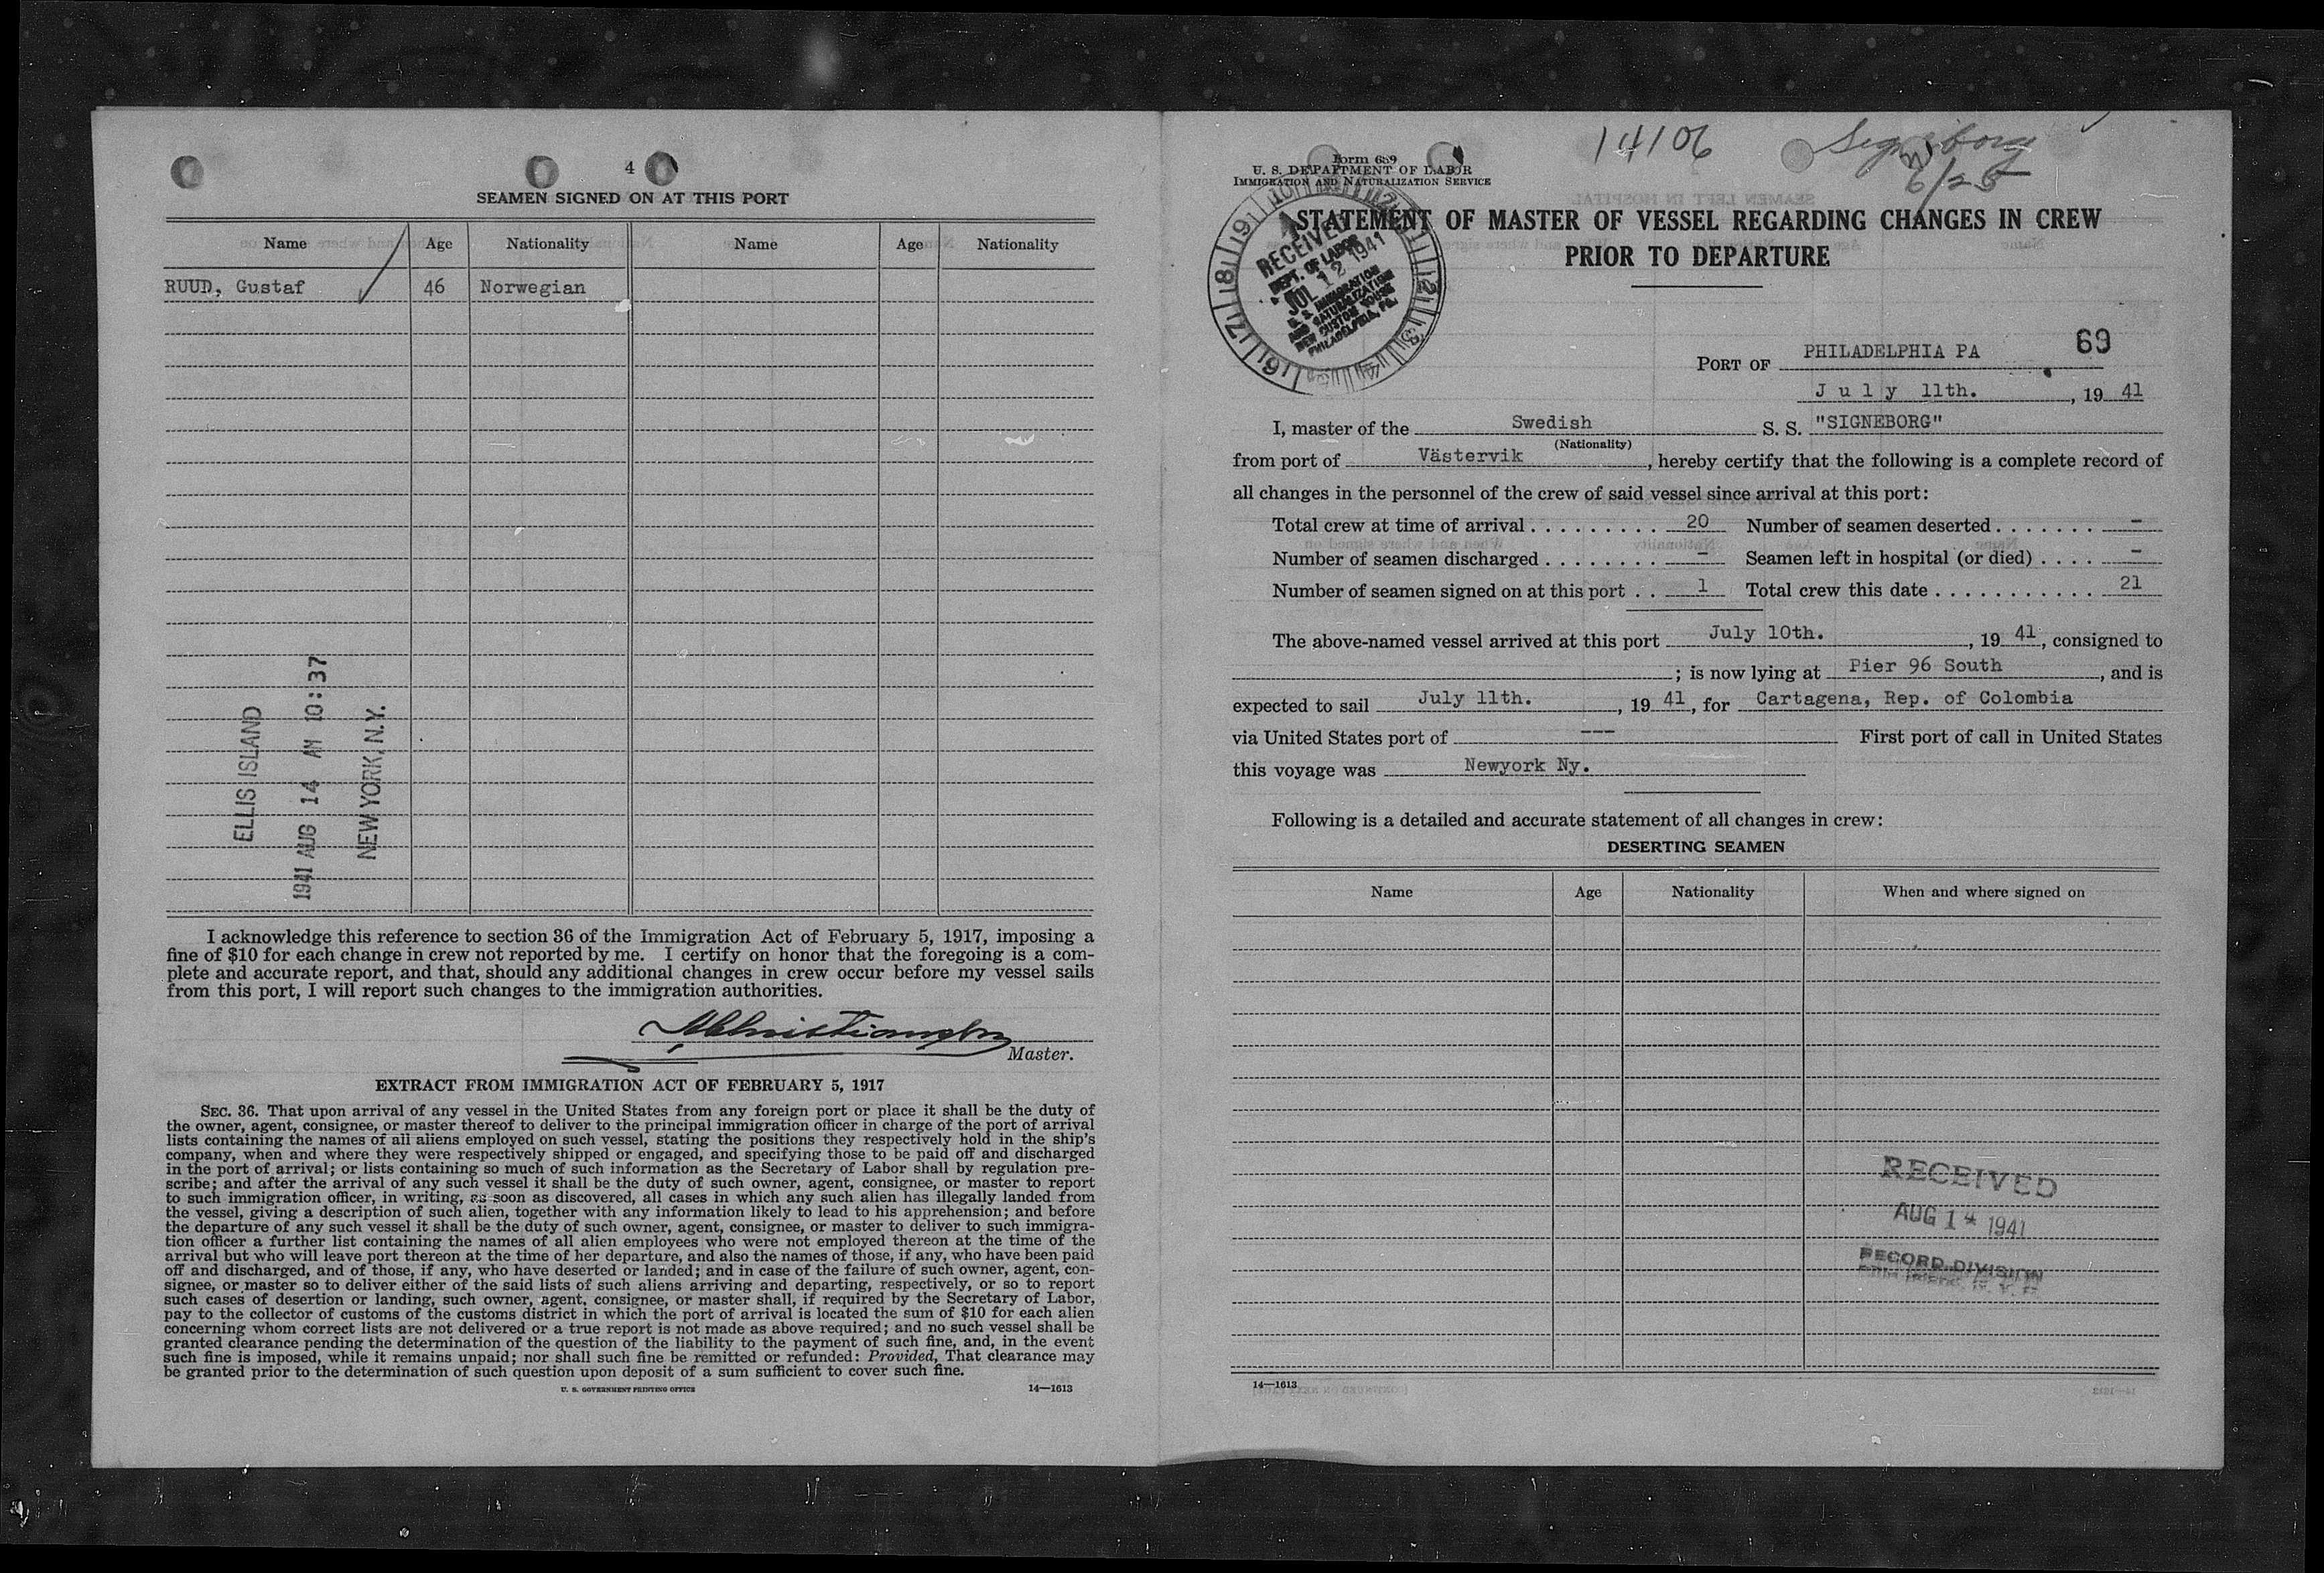 4
SEAMEN SIGNED ON AT THIS PORT
Name Age Nationality Name Age Nationality
RUUD, Gustaf 46 Norwegian
ELLIS ISLAND
1941 AUG 14 AM 10:37
NEW YORK, N.Y.
I acknowledge this reference to section 36 of the Immigration Act of February 5, 1917, imposing a
fine of $10 for each change in crew not reported by me. I certify on honor that the foregoing is a com-
plete and accurate report, and that, should any additional changes in crew occur before my vessel sails
from this port, I will report such changes to the immigration authorities.
Master.
EXTRACT FROM IMMIGRATION ACT OF FEBRUARY 5, 1917
SEC. 36. That upon arrival of any vessel in the United States from any foreign port or place it shall be the duty of
the owner, agent, consignee, or master thereof to deliver to the principal immigration officer in charge of the port of arrival
lists containing the names of all aliens employed on such vessel, stating the positions they respectively hold in the ship's
company, when and where they were respectively shipped or engaged, and specifying those to be paid off and discharged
in the port of arrival; or lists containing so much of such information as the Secretary of Labor shall by regulation pre-
scribe; and after the arrival of any such vessel it shall be the duty of such owner, agent, consignee, or master to report
to such immigration officer, in writing, as soon as discovered, all cases in which any such alien has illegally landed from
the vessel, giving a description of such alien, together with any information likely to lead to his apprehension; and before
the departure of any such vessel it shall be the duty of such owner, agent, consignee, or master to deliver to such immigra-
tion officer a further list containing the names of all alien employees who were not employed thereon at the time of the
arrival but who will leave port thereon at the time of her departure, and also the names of those, if any, who have been paid
off and discharged, and of those, if any, who have deserted or landed; and in case of the failure of such owner, agent, con-
signee, or master so to deliver either of the said lists of such aliens arriving and departing, respectively, or so to report
such cases of desertion or landing, such owner, agent, consignee, or master shall, if required by the Secretary of Labor,
pay to the collector of customs of the customs district in which the port of arrival is located the sum of $10 for each alien
concerning whom correct lists are not delivered or a true report is not made as above required; and no such vessel shall be
granted clearance pending the determination of the question of the liability to the payment of such fine, and, in the event
such fine is imposed, while it remains unpaid; nor shall such fine be remitted or refunded: Provided, That clearance may
be granted prior to the determination of such question upon deposit of a sum sufficient to cover such fine.
U. S. GOVERNMENT PRINTING OFFICE 14—1613
14106
Signeborg
6/25
Form 689
U. S. DEPARTMENT OF LABOR
IMMIGRATION AND NATURALIZATION SERVICE
RECEIVED
DEPT. OF LABOR
JUL 12 1941
U. S. IMMIGRATION
AND NATURALIZATION
NEW CUSTOM HOUSE
PHILADELPHIA, PA.
STATEMENT OF MASTER OF VESSEL REGARDING CHANGES IN CREW
PRIOR TO DEPARTURE
PORT OF PHILADELPHIA PA 69
July 11th., 19 41
I, master of the Swedish S. S. "SIGNEBORG"
(Nationality)
from port of Västervik, hereby certify that the following is a complete record of
all changes in the personnel of the crew of said vessel since arrival at this port:
Total crew at time of arrival . . . . . . . . . 20 Number of seamen deserted . . . . . . . -
Number of seamen discharged . . . . . . . . - Seamen left in hospital (or died) . . . . -
Number of seamen signed on at this port . . 1 Total crew this date . . . . . . . . . . . . 21
The above-named vessel arrived at this port July 10th., 19 41, consigned to
; is now lying at Pier 96 South, and is
expected to sail July 11th., 19 41, for Cartagena, Rep. of Colombia
via United States port of --- First port of call in United States
this voyage was Newyork Ny.
Following is a detailed and accurate statement of all changes in crew:
DESERTING SEAMEN
Name Age Nationality When and where signed on
RECEIVED
AUG 14 1941
RECORD DIVISION
14—1613